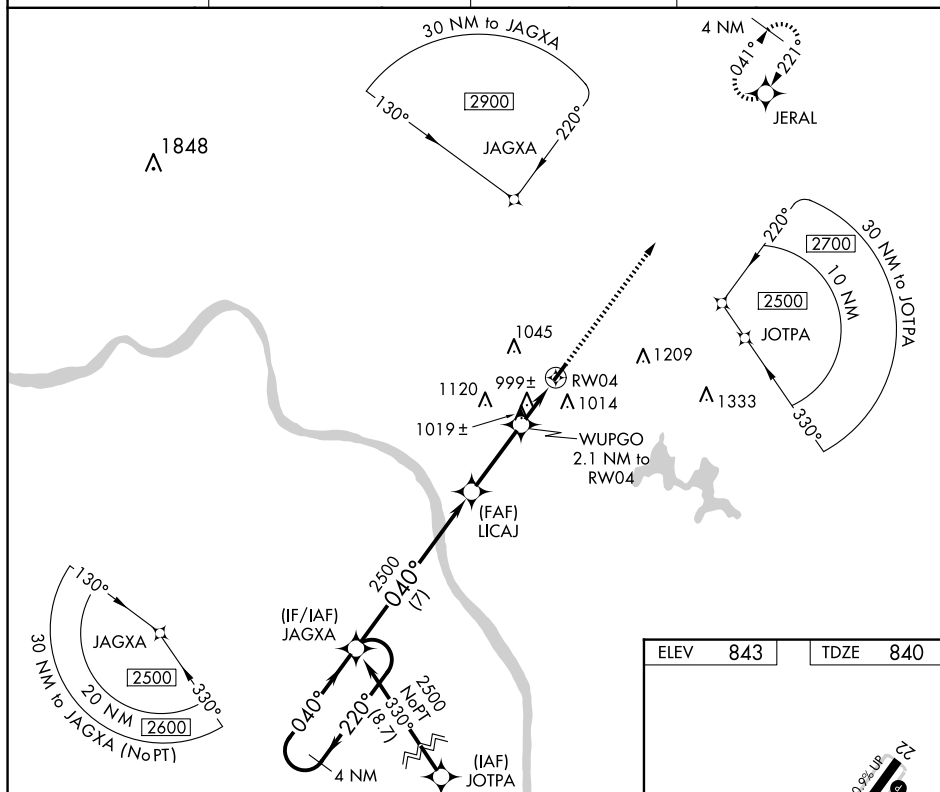 30 NM to JAGXA
130°
2900
220°
JAGXA
4 NM
041°
221°
JERAL
1848
220°
2700
30 NM to JOTPA
10 NM
2500
JOTPA
330°
1045
1209
1120
999±
RW04
1014
1333
1019±
WUPGO
2.1 NM to
RW04
(FAF)
LICAJ
2500
040°
(7)
(IF/IAF)
JAGXA
130°
JAGXA
2500
330°
20 NM
2600
30 NM to JAGXA (NoPT)
040°
220°
4 NM
2500
NoPT
330°
(8.7)
(IAF)
JOTPA
ELEV 843
TDZE 840
0.9% UP
22